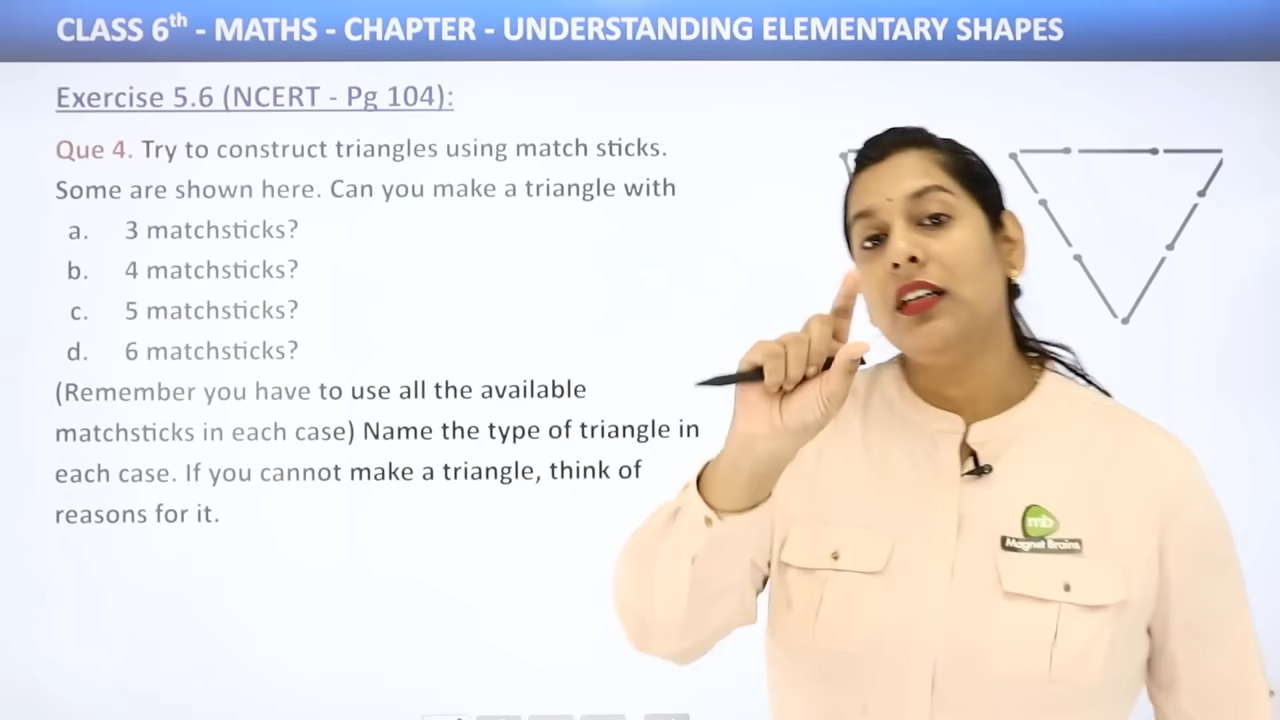 CLASS 6th - MATHS - CHAPTER - UNDERSTANDING ELEMENTARY SHAPES
Exercise 5.6 (NCERT - Pg 104):
Que 4. Try to construct triangles using match sticks.
Some are shown here. Can you make a triangle with
a. 3 matchsticks?
b. 4 matchsticks?
c. 5 matchsticks?
d. 6 matchsticks?
(Remember you have to use all the available
matchsticks in each case) Name the type of triangle in
each case. If you cannot make a triangle, think of
reasons for it.
mb
Magnet Brains